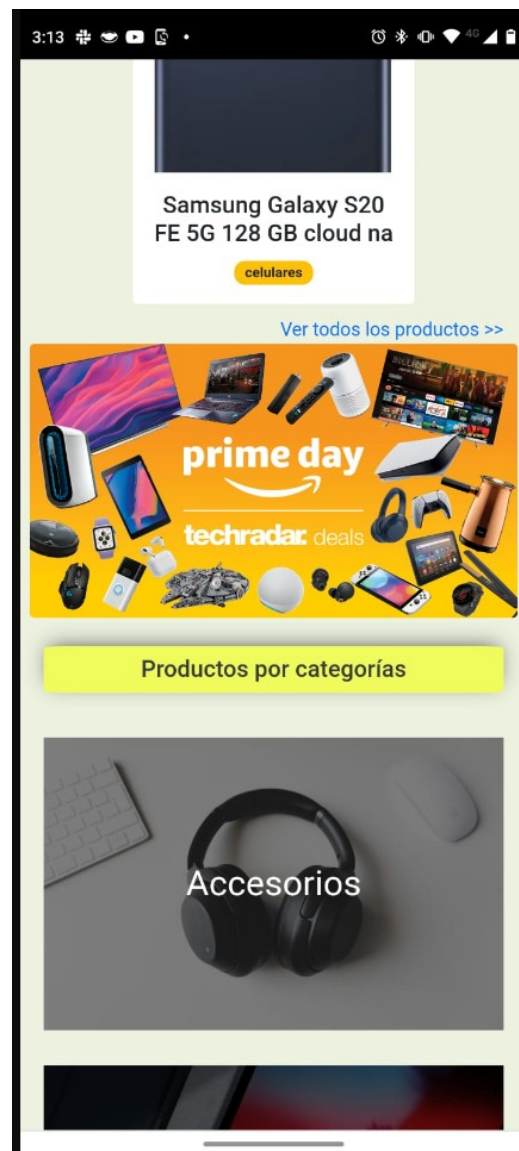 3:13
4G
Samsung Galaxy S20
FE 5G 128 GB cloud na
celulares
Ver todos los productos >>
prime day
techradar. deals
Productos por categorías
Accesorios